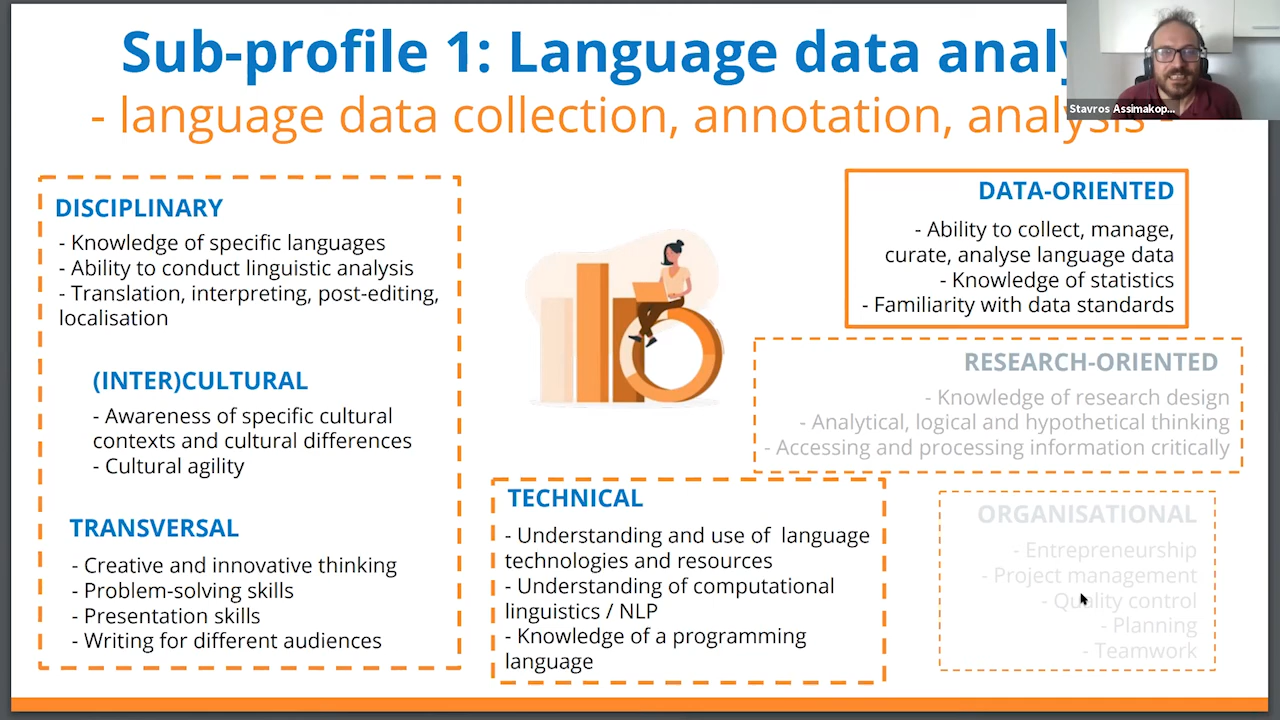 Sub-profile 1: Language data analy
- language data collection, annotation, analysis -
Stavros Assimakop...
DISCIPLINARY
- Knowledge of specific languages
- Ability to conduct linguistic analysis
- Translation, interpreting, post-editing,
localisation
(INTER)CULTURAL
- Awareness of specific cultural
contexts and cultural differences
- Cultural agility
TRANSVERSAL
- Creative and innovative thinking
- Problem-solving skills
- Presentation skills
- Writing for different audiences
DATA-ORIENTED
- Ability to collect, manage,
curate, analyse language data
- Knowledge of statistics
- Familiarity with data standards
RESEARCH-ORIENTED
- Knowledge of research design
- Analytical, logical and hypothetical thinking
- Accessing and processing information critically
TECHNICAL
- Understanding and use of language
technologies and resources
- Understanding of computational
linguistics / NLP
- Knowledge of a programming
language
ORGANISATIONAL
- Entrepreneurship
- Project management
- Quality control
- Planning
- Teamwork